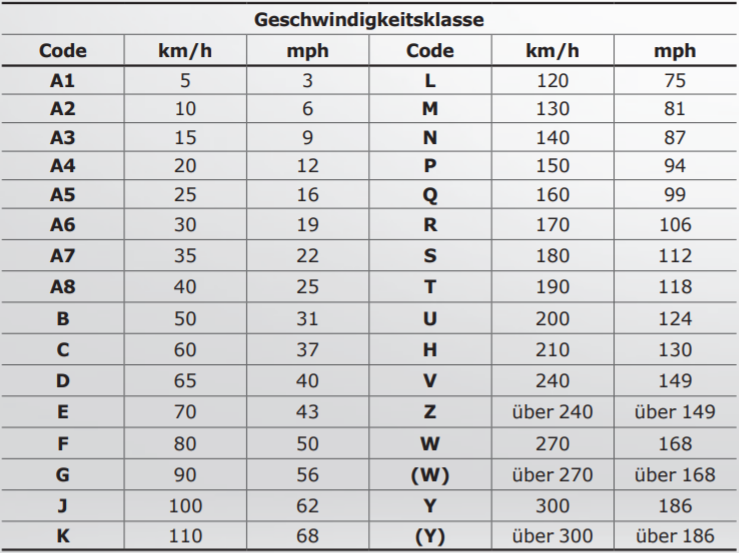 Geschwindigkeitsklasse
Code km/h mph Code km/h mph
A1 5 3 L 120 75
A2 10 6 M 130 81
A3 15 9 N 140 87
A4 20 12 P 150 94
A5 25 16 Q 160 99
A6 30 19 R 170 106
A7 35 22 S 180 112
A8 40 25 T 190 118
B 50 31 U 200 124
C 60 37 H 210 130
D 65 40 V 240 149
E 70 43 Z über 240 über 149
F 80 50 W 270 168
G 90 56 (W) über 270 über 168
J 100 62 Y 300 186
K 110 68 (Y) über 300 über 186